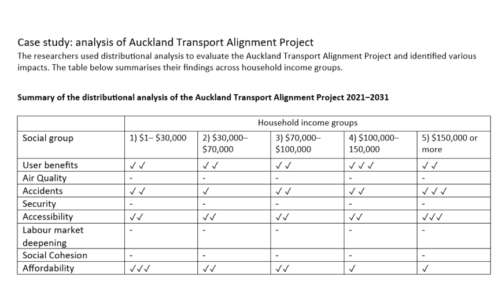 Case study: analysis of Auckland Transport Alignment Project
The researchers used distributional analysis to evaluate the Auckland Transport Alignment Project and identified various
impacts. The table below summarises their findings across household income groups.
Summary of the distributional analysis of the Auckland Transport Alignment Project 2021–2031
Household income groups
Social group 1) $1– $30,000 2) $30,000– $70,000 3) $70,000– $100,000 4) $100,000– 150,000 5) $150,000 or more
User benefits ✓✓ ✓✓ ✓✓ ✓✓✓ ✓✓
Air Quality - - - - -
Accidents ✓✓ ✓ ✓✓ ✓✓ ✓✓✓
Security - - - - -
Accessibility ✓✓ ✓✓ ✓✓ ✓✓ ✓✓✓
Labour market deepening - - - - -
Social Cohesion - - - - -
Affordability ✓✓✓ ✓✓ ✓✓ ✓ ✓